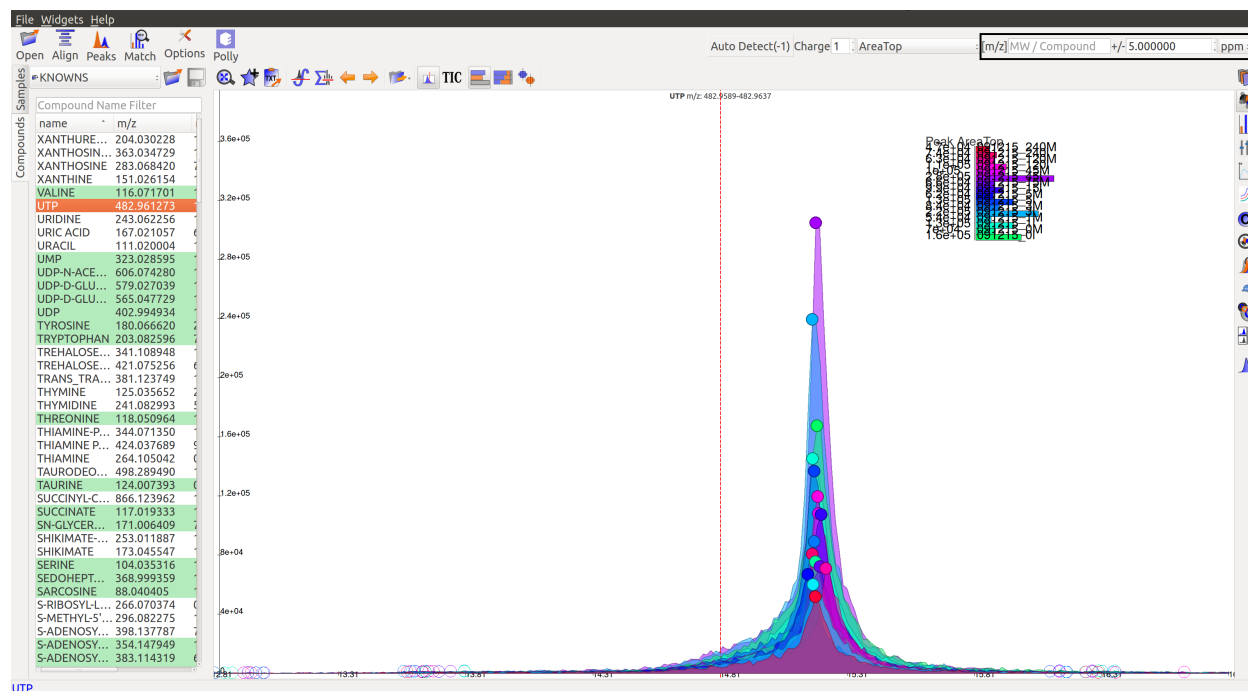 File Widgets Help
Open Align Peaks Match Options Polly
Auto Detect(-1) Charge 1 AreaTop [m/z] MW / Compound +/- 5.000000 ppm
KNOWNS
TIC
Samples
Compounds
Compound Name Filter
name m/z
XANTHURE... 204.030228
XANTHOSIN... 363.034729
XANTHOSINE 283.068420
XANTHINE 151.026154
VALINE 116.071701
UTP 482.961273
URIDINE 243.062256
URIC ACID 167.021057
URACIL 111.020004
UMP 323.028595
UDP-N-ACE... 606.074280
UDP-D-GLU... 579.027039
UDP-D-GLU... 565.047729
UDP 402.994934
TYROSINE 180.066620
TRYPTOPHAN 203.082596
TREHALOSE... 341.108948
TREHALOSE... 421.075256
TRANS_TRA... 381.123749
THYMINE 125.035652
THYMIDINE 241.082993
THREONINE 118.050964
THIAMINE-P... 344.071350
THIAMINE P... 424.037689
THIAMINE 264.105042
TAURODEO... 498.289490
TAURINE 124.007393
SUCCINYL-C... 866.123962
SUCCINATE 117.019333
SN-GLYCER... 171.006409
SHIKIMATE-... 253.011887
SHIKIMATE 173.045547
SERINE 104.035316
SEDOHEPT... 368.999359
SARCOSINE 88.040405
S-RIBOSYL-L... 266.070374
S-METHYL-5'... 296.082275
S-ADENOSY... 398.137787
S-ADENOSY... 354.147949
S-ADENOSY... 383.114319
UTP m/z: 482.9589-482.9637
Peak AreaTop
1.6e+05 091215_0I
3.6e+05
3.2e+05
2.8e+05
2.4e+05
2e+05
1.6e+05
1.2e+05
8e+04
4e+04
0
12.81 13.31 13.81 14.31 14.81 15.31 15.81 16.31
UTP